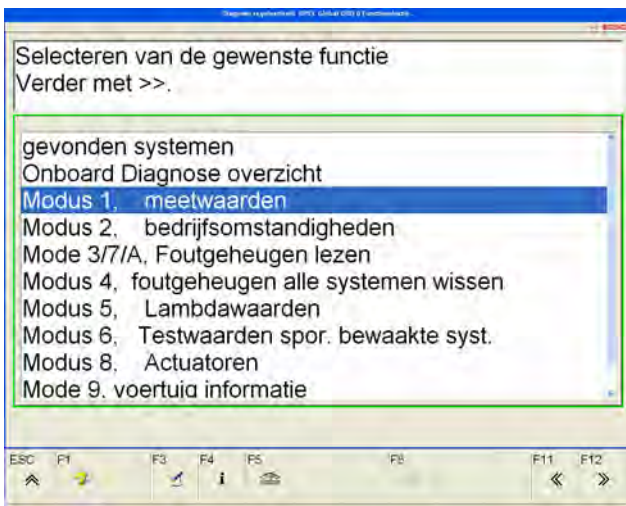 Selecteren van de gewenste functie
Verder met >>.
gevonden systemen
Onboard Diagnose overzicht
Modus 1, meetwaarden
Modus 2, bedrijfsomstandigheden
Mode 3/7/A, Foutgeheugen lezen
Modus 4, foutgeheugen alle systemen wissen
Modus 5, Lambdawaarden
Modus 6, Testwaarden spor. bewaakte syst.
Modus 8, Actuatoren
Mode 9, voertuig informatie
ESC F1 F3 F4 F5 F8 F11 F12